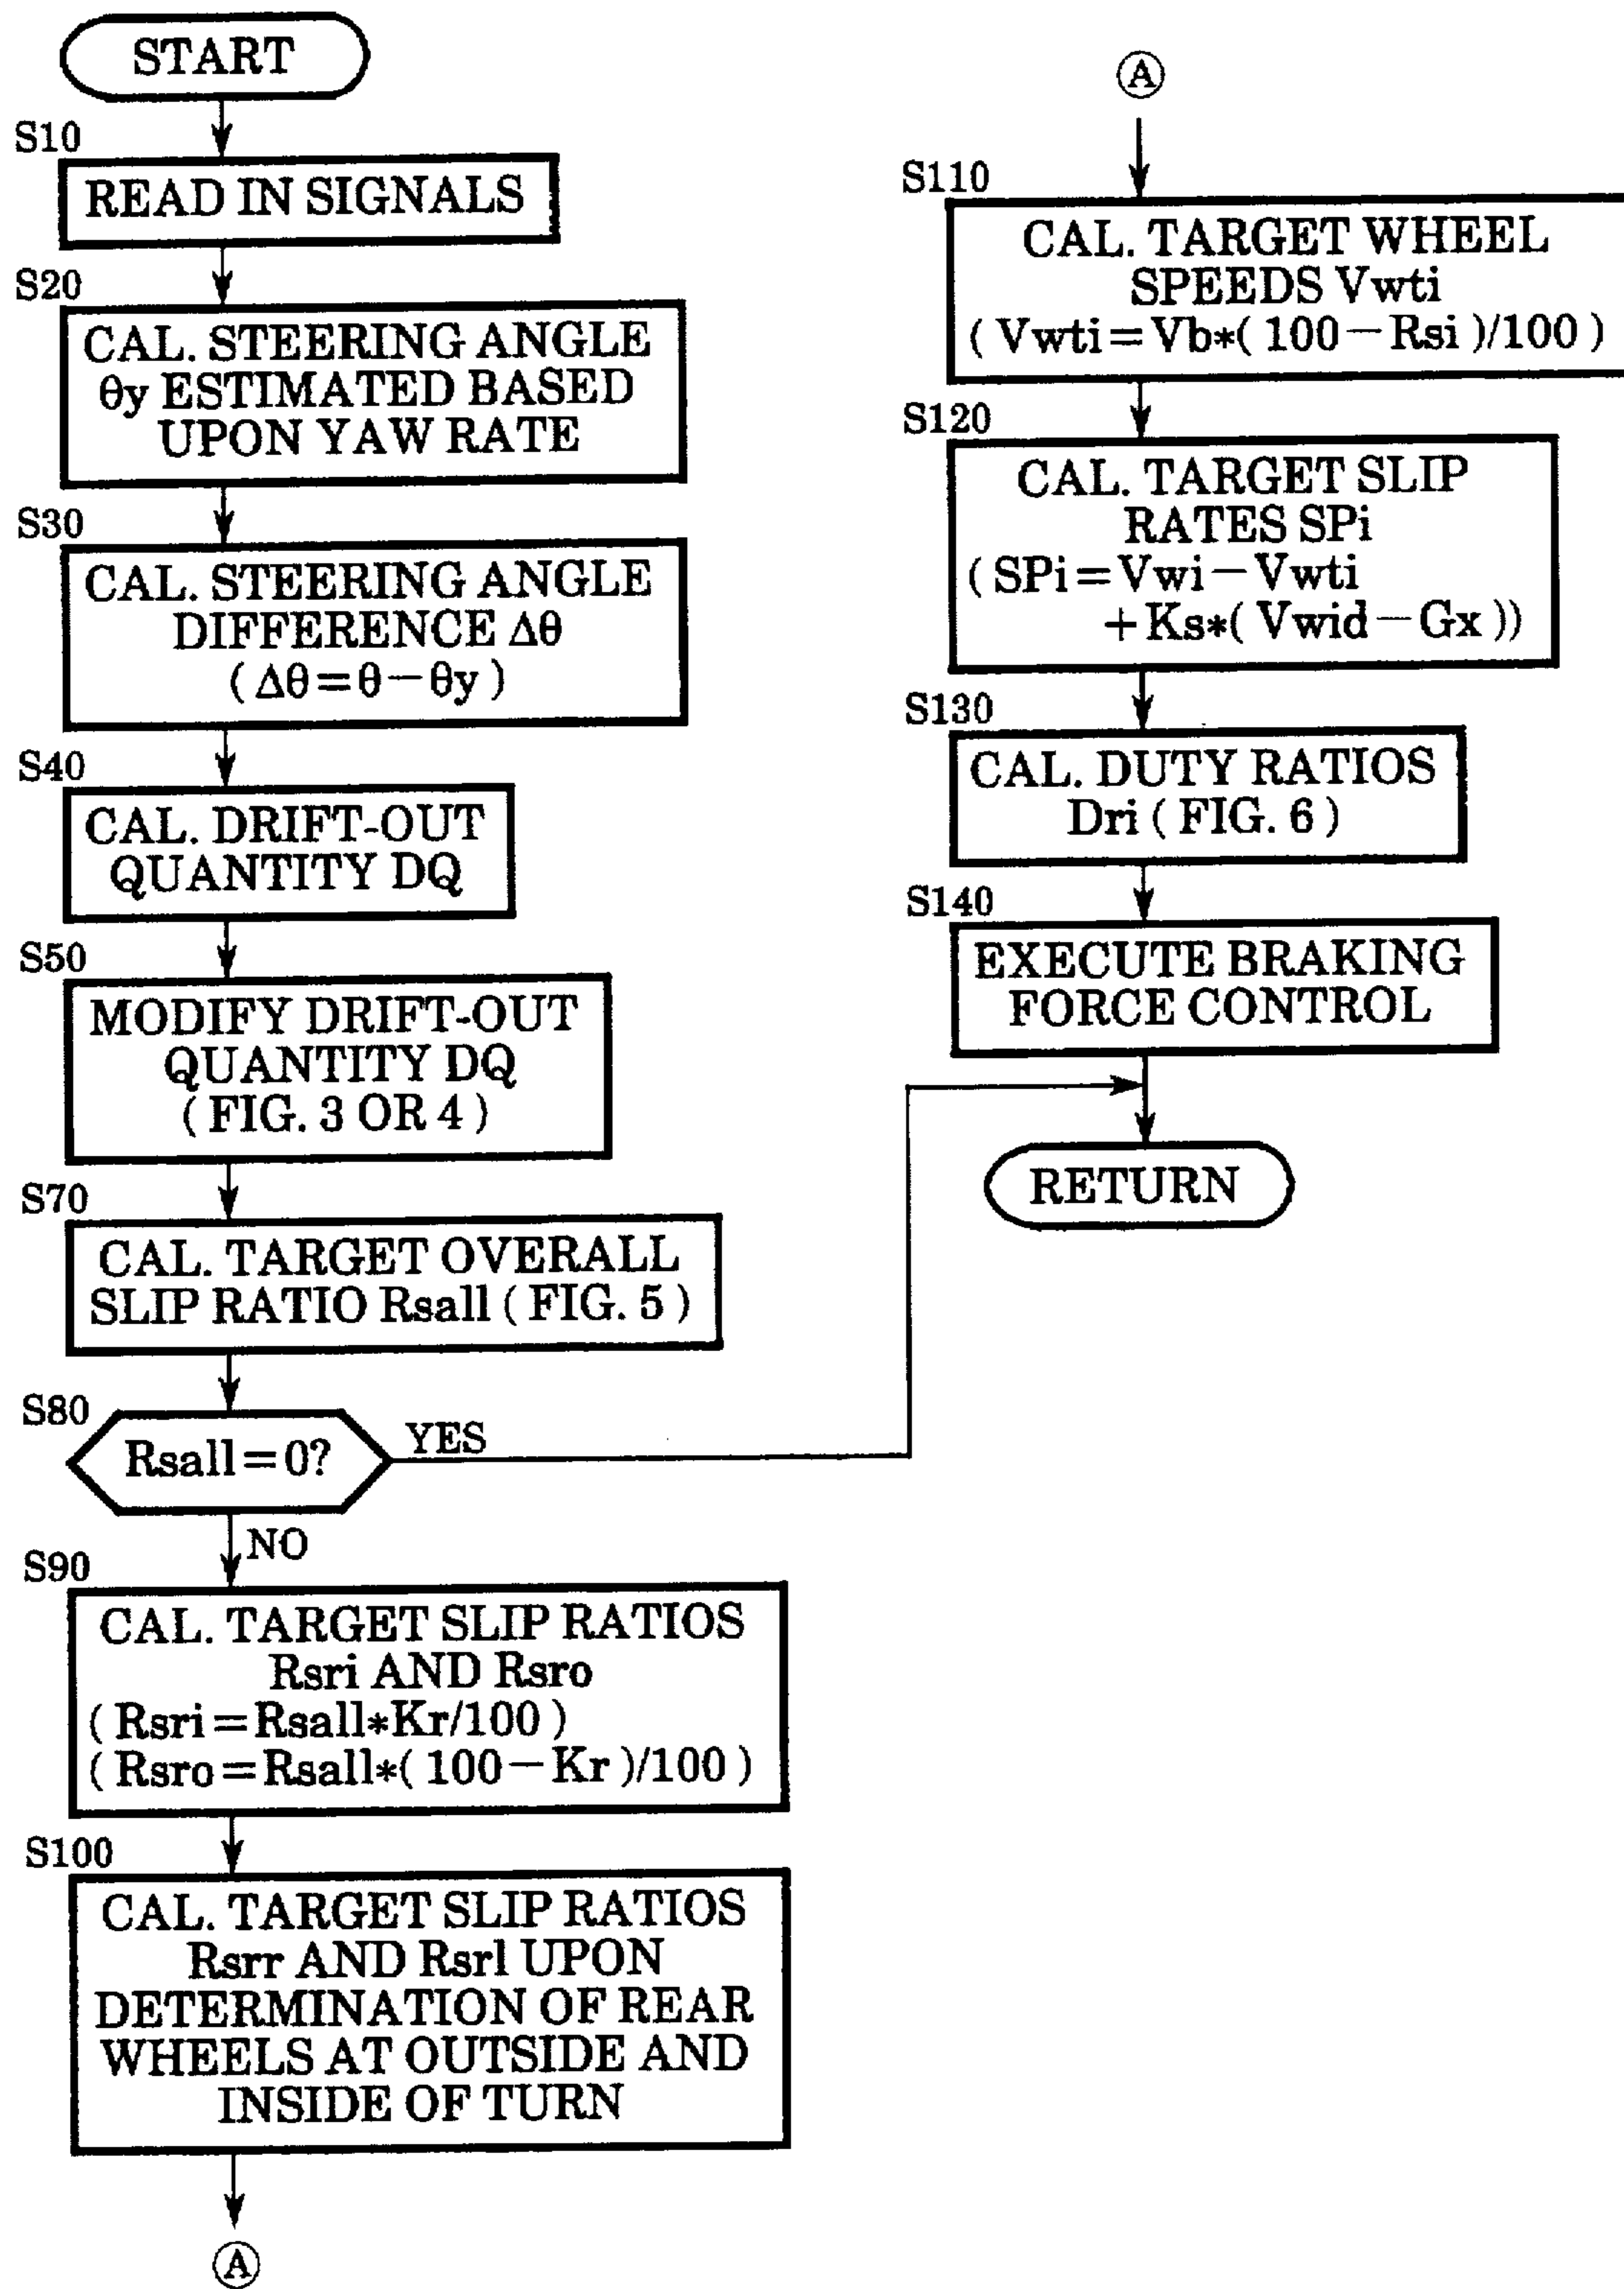 START
S10
READ IN SIGNALS
S20
CAL. STEERING ANGLE
θy ESTIMATED BASED
UPON YAW RATE
S30
CAL. STEERING ANGLE
DIFFERENCE Δθ
( Δθ=θ−θy )
S40
CAL. DRIFT-OUT
QUANTITY DQ
S50
MODIFY DRIFT-OUT
QUANTITY DQ
( FIG. 3 OR 4 )
S70
CAL. TARGET OVERALL
SLIP RATIO Rsall ( FIG. 5 )
S80
Rsall=0?
YES
NO
S90
CAL. TARGET SLIP RATIOS
Rsri AND Rsro
( Rsri=Rsall*Kr/100 )
( Rsro=Rsall*( 100−Kr )/100 )
S100
CAL. TARGET SLIP RATIOS
Rsrr AND Rsrl UPON
DETERMINATION OF REAR
WHEELS AT OUTSIDE AND
INSIDE OF TURN
A
A
S110
CAL. TARGET WHEEL
SPEEDS Vwti
( Vwti=Vb*( 100−Rsi )/100 )
S120
CAL. TARGET SLIP
RATES SPi
( SPi=Vwi−Vwti
+Ks*( Vwid−Gx ))
S130
CAL. DUTY RATIOS
Dri ( FIG. 6 )
S140
EXECUTE BRAKING
FORCE CONTROL
RETURN